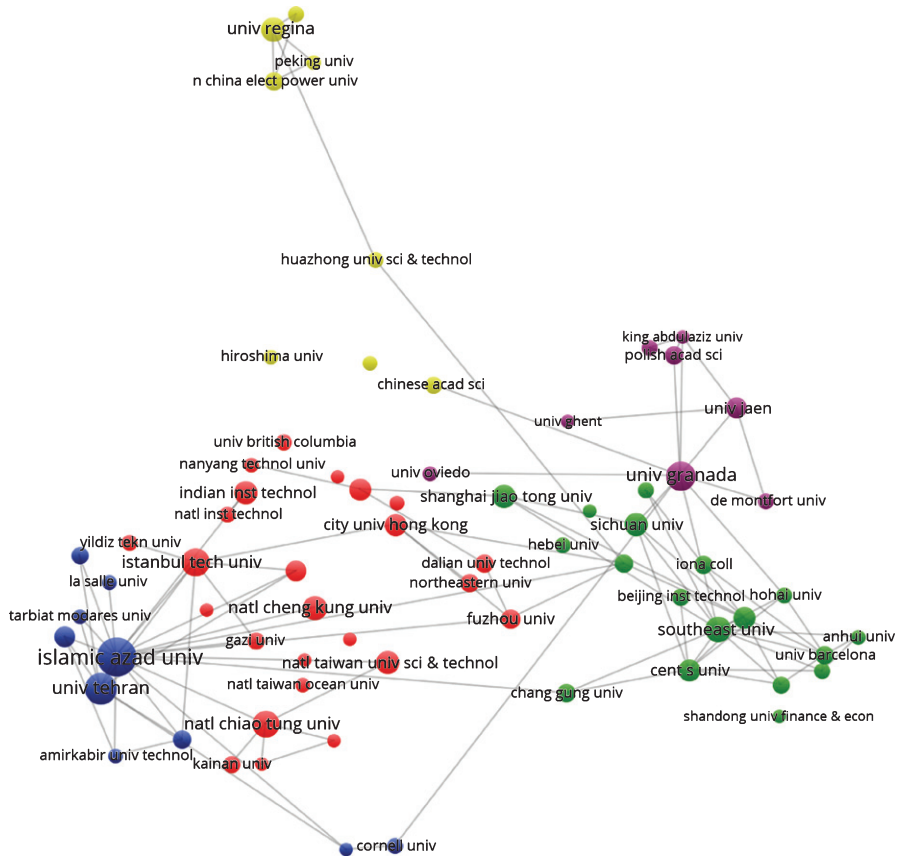 univ regina
peking univ
n china elect power univ
huazhong univ sci & technol
king abdulaziz univ
polish acad sci
hiroshima univ
chinese acad sci
univ jaen
univ ghent
univ british columbia
nanyang technol univ
univ oviedo
univ granada
indian inst technol
shanghai jiao tong univ
de montfort univ
natl inst technol
city univ hong kong
sichuan univ
yildiz tekn univ
hebei univ
istanbul tech univ
dalian univ technol
iona coll
la salle univ
northeastern univ
beijing inst technol
hohai univ
tarbiat modares univ
natl cheng kung univ
fuzhou univ
southeast univ
gazi univ
anhui univ
islamic azad univ
natl taiwan univ sci & technol
univ barcelona
cent s univ
univ tehran
natl taiwan ocean univ
chang gung univ
shandong univ finance & econ
natl chiao tung univ
amirkabir univ technol
kainan univ
cornell univ